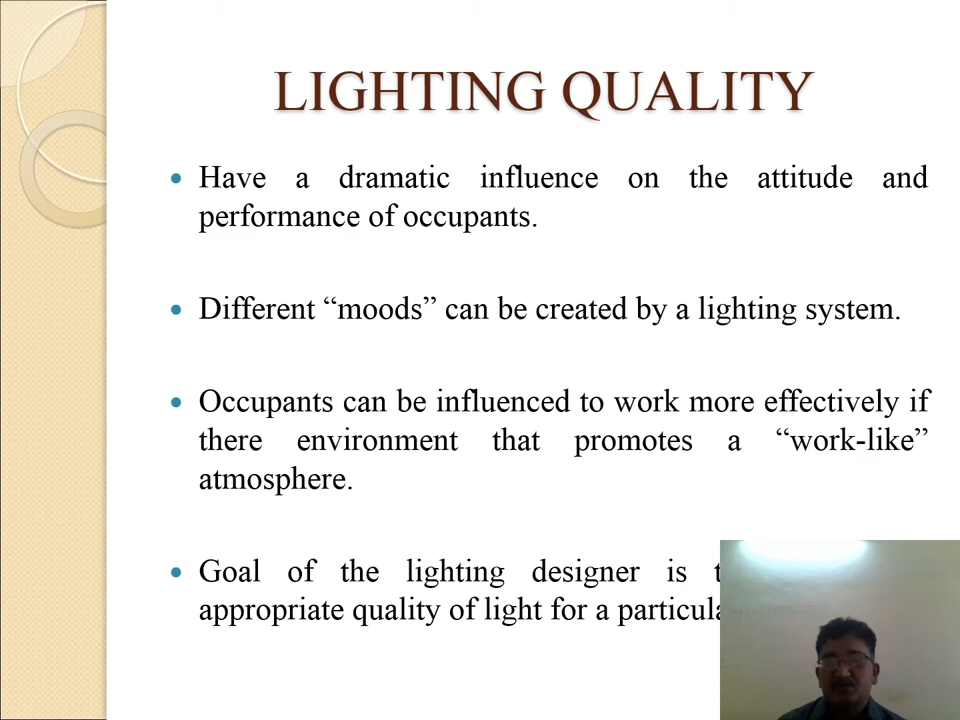 LIGHTING QUALITY
• Have a dramatic influence on the attitude and
performance of occupants.
• Different “moods” can be created by a lighting system.
• Occupants can be influenced to work more effectively if
there environment that promotes a “work-like”
atmosphere.
• Goal of the lighting designer is
appropriate quality of light for a